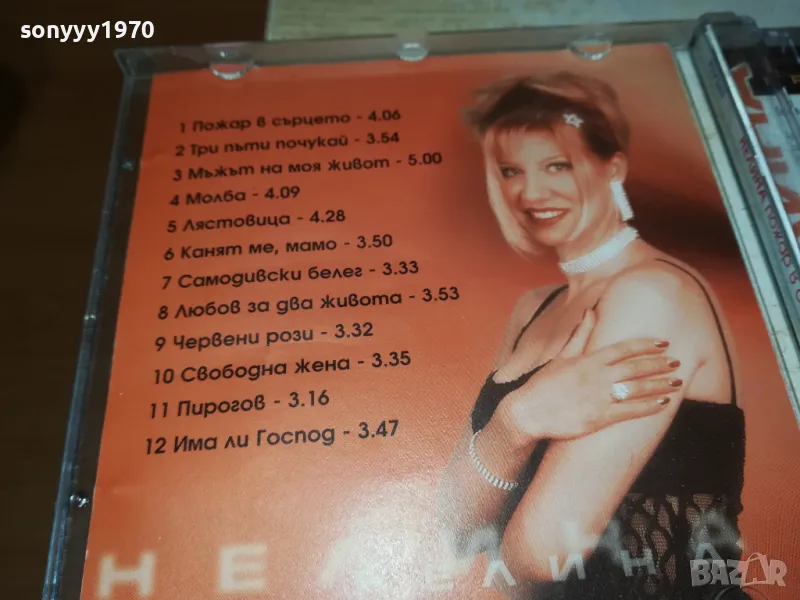 sonyyy1970
1 Пожар в сърцето - 4.06
2 Три пъти почукай - 3.54
3 Мъжът на моя живот - 5.00
4 Молба - 4.09
5 Лястовица - 4.28
6 Канят ме, мамо - 3.50
7 Самодивски белег - 3.33
8 Любов за два живота - 3.53
9 Червени рози - 3.32
10 Свободна жена - 3.35
11 Пирогов - 3.16
12 Има ли Господ - 3.47
BAZAR